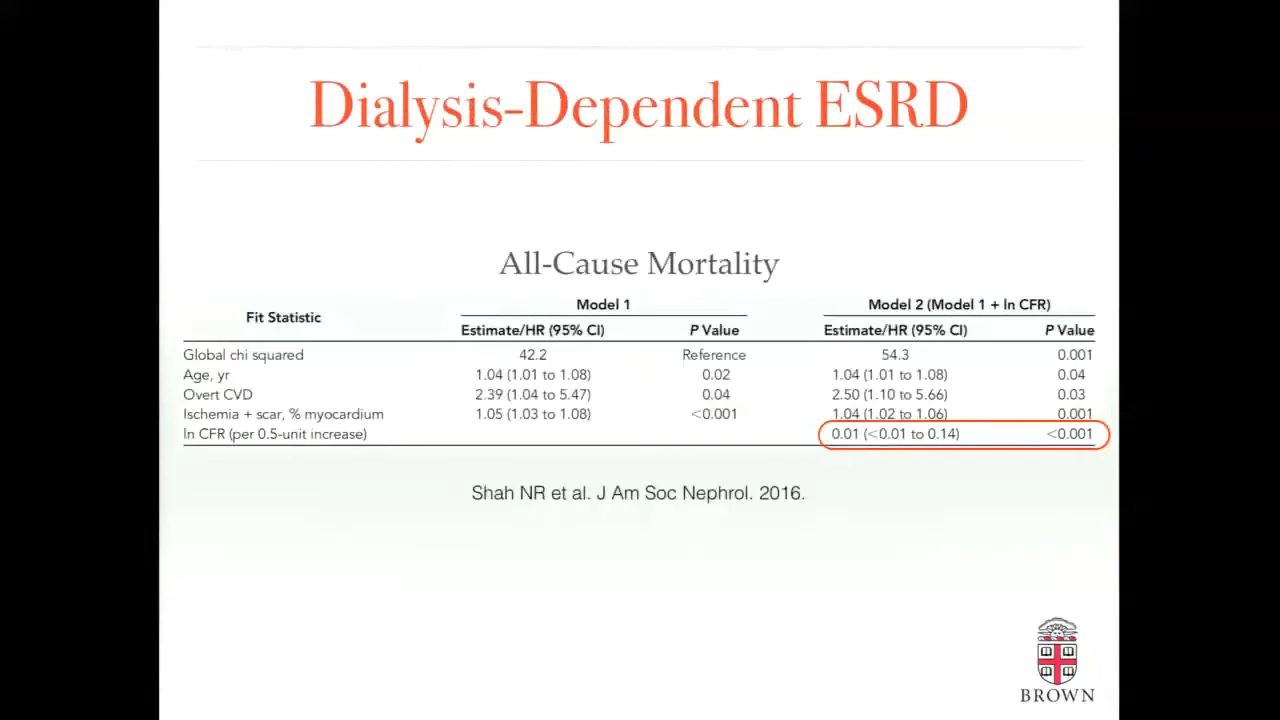 Dialysis-Dependent ESRD
All-Cause Mortality
Model 1 Model 2 (Model 1 + ln CFR)
Fit Statistic
Estimate/HR (95% CI) P Value Estimate/HR (95% CI) P Value
Global chi squared 42.2 Reference 54.3 0.001
Age, yr 1.04 (1.01 to 1.08) 0.02 1.04 (1.01 to 1.08) 0.04
Overt CVD 2.39 (1.04 to 5.47) 0.04 2.50 (1.10 to 5.66) 0.03
Ischemia + scar, % myocardium 1.05 (1.03 to 1.08) <0.001 1.04 (1.02 to 1.06) 0.001
ln CFR (per 0.5-unit increase) 0.01 (<0.01 to 0.14) <0.001
Shah NR et al. J Am Soc Nephrol. 2016.
BROWN